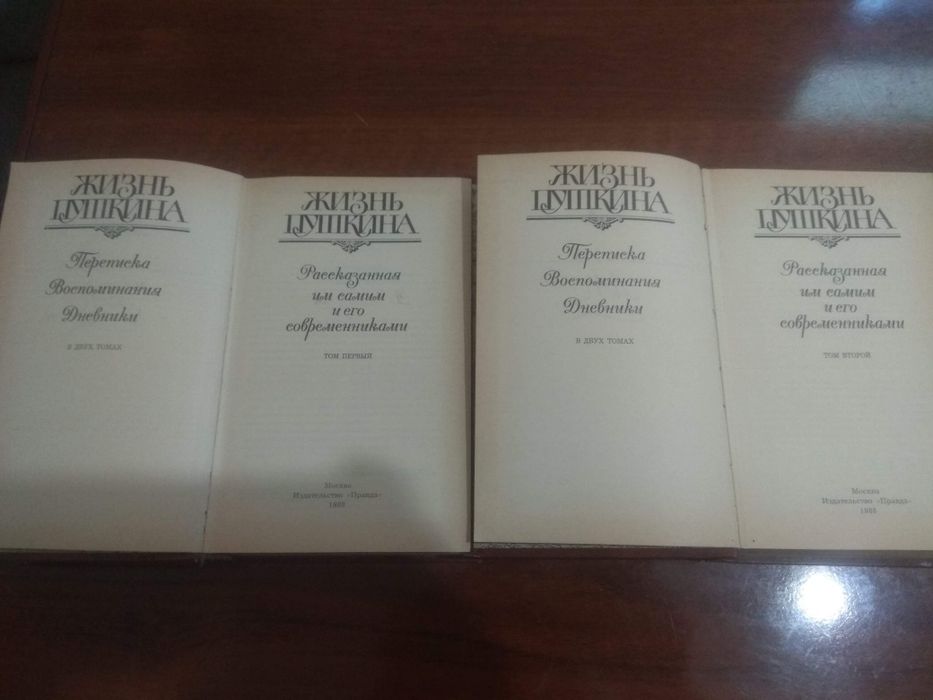 ЖИЗНЬ
ПУШКИНА
Переписка
Воспоминания
Дневники
В ДВУХ ТОМАХ
ЖИЗНЬ
ПУШКИНА
Рассказанная
им самим
и его
современниками
ТОМ ПЕРВЫЙ
Москва
Издательство «Правда»
1988
ЖИЗНЬ
ПУШКИНА
Переписка
Воспоминания
Дневники
В ДВУХ ТОМАХ
ЖИЗНЬ
ПУШКИНА
Рассказанная
им самим
и его
современниками
ТОМ ВТОРОЙ
Москва
Издательство «Правда»
1988